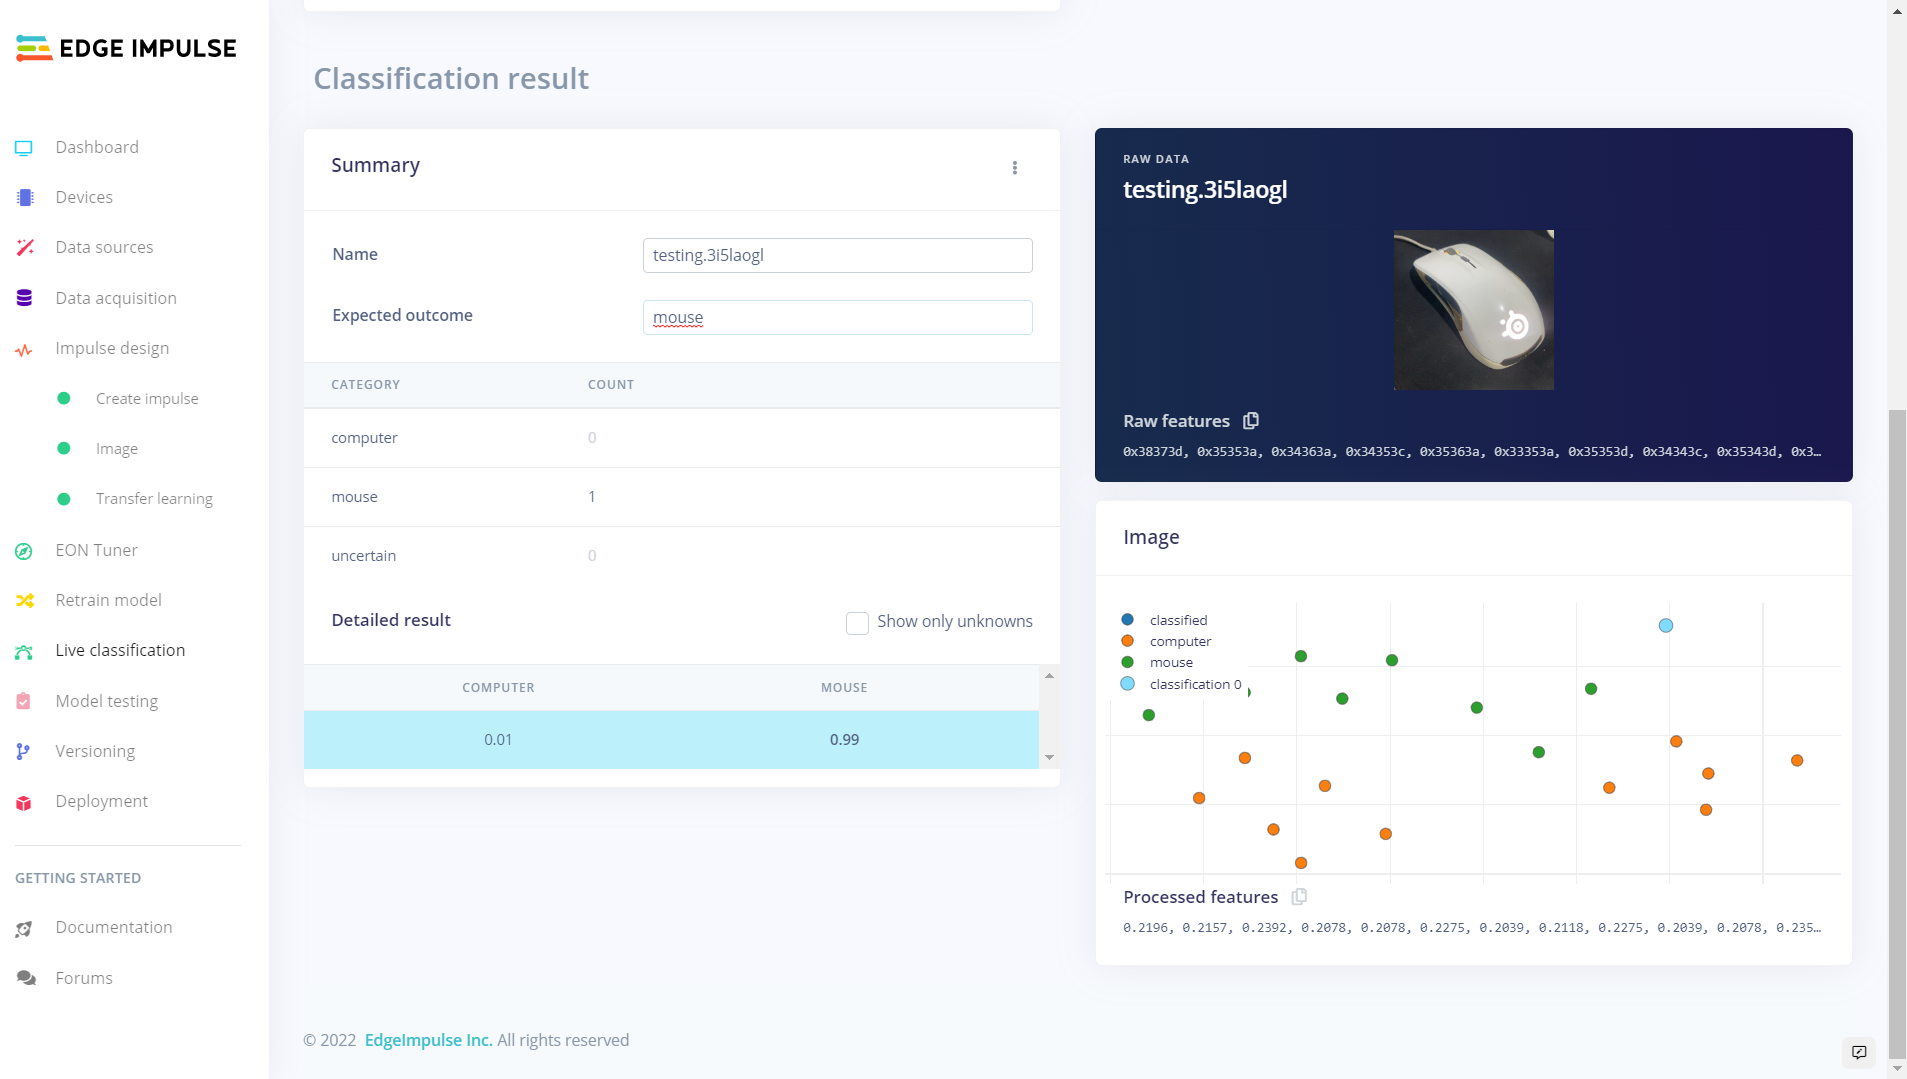 EDGE IMPULSE
Dashboard
Devices
Data sources
Data acquisition
Impulse design
Create impulse
Image
Transfer learning
EON Tuner
Retrain model
Live classification
Model testing
Versioning
Deployment
GETTING STARTED
Documentation
Forums
Classification result
Summary
Name
testing.3i5laogl
Expected outcome
mouse
CATEGORY COUNT
computer 0
mouse 1
uncertain 0
Detailed result
Show only unknowns
COMPUTER MOUSE
0.01 0.99
RAW DATA
testing.3i5laogl
Raw features
0x38373d, 0x35353a, 0x34363a, 0x34353c, 0x35363a, 0x33353a, 0x35353d, 0x34343c, 0x35343d, 0x3…
Image
classified
computer
mouse
classification 0
Processed features
0.2196, 0.2157, 0.2392, 0.2078, 0.2078, 0.2275, 0.2039, 0.2118, 0.2275, 0.2039, 0.2078, 0.235…
© 2022 EdgeImpulse Inc. All rights reserved